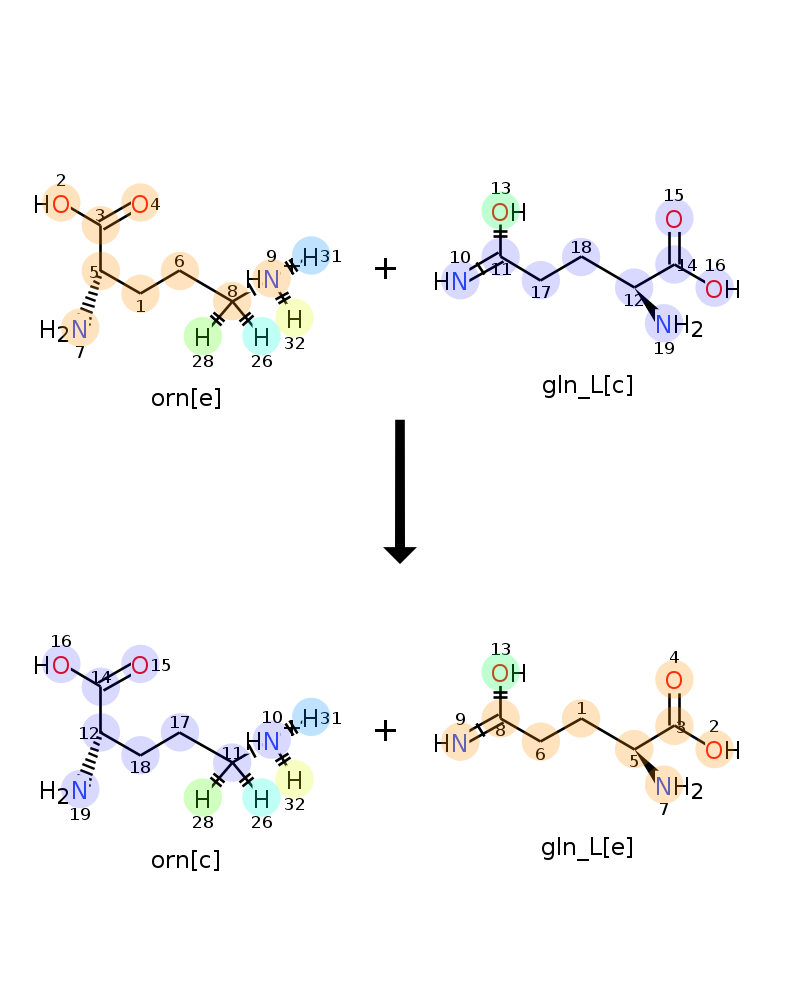 2 13 15
HO O4 OH O
3 10 18 14 16
5 6 9 H31 HN 11 17 12 OH
1 8 HN
H2N H NH2
7 H H 32 19
28 26
orn[e] + gln_L[c]
16 13 4
HO O15 OH O
14 9 1 3 2
12 17 10 H31 HN 8 6 5 OH
18 11 HN
H2N H NH2
19 H H 32 7
28 26
orn[c] + gln_L[e]